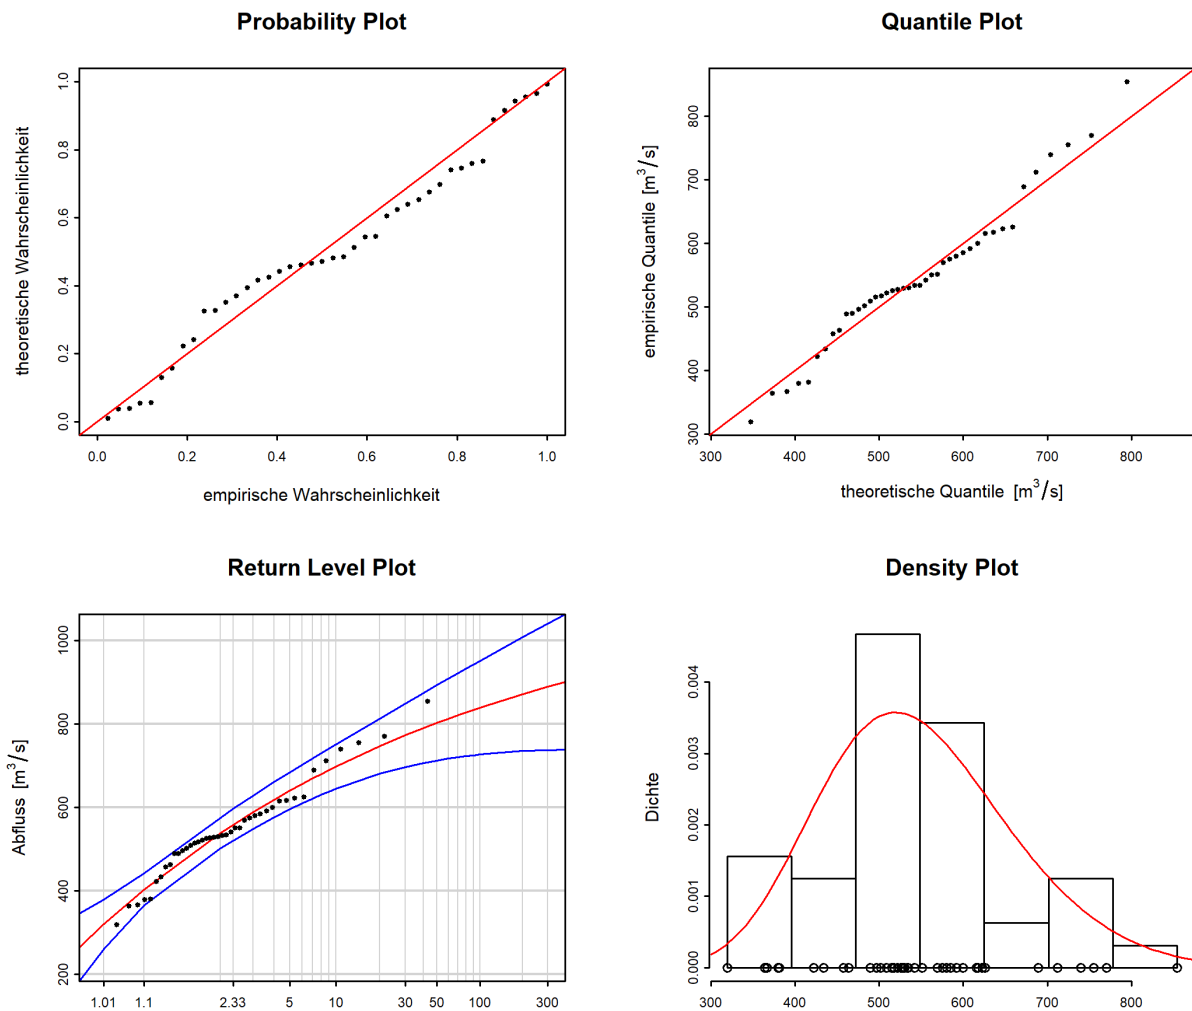 Probability Plot
theoretische Wahrscheinlichkeit
0.0 0.2 0.4 0.6 0.8 1.0
0.0 0.2 0.4 0.6 0.8 1.0
empirische Wahrscheinlichkeit
Quantile Plot
empirische Quantile [m³/s]
300 400 500 600 700 800
300 400 500 600 700 800
theoretische Quantile [m³/s]
Return Level Plot
Abfluss [m³/s]
200 400 600 800 1000
1.01 1.1 2.33 5 10 30 50 100 300
Density Plot
Dichte
0.000 0.001 0.002 0.003 0.004
300 400 500 600 700 800